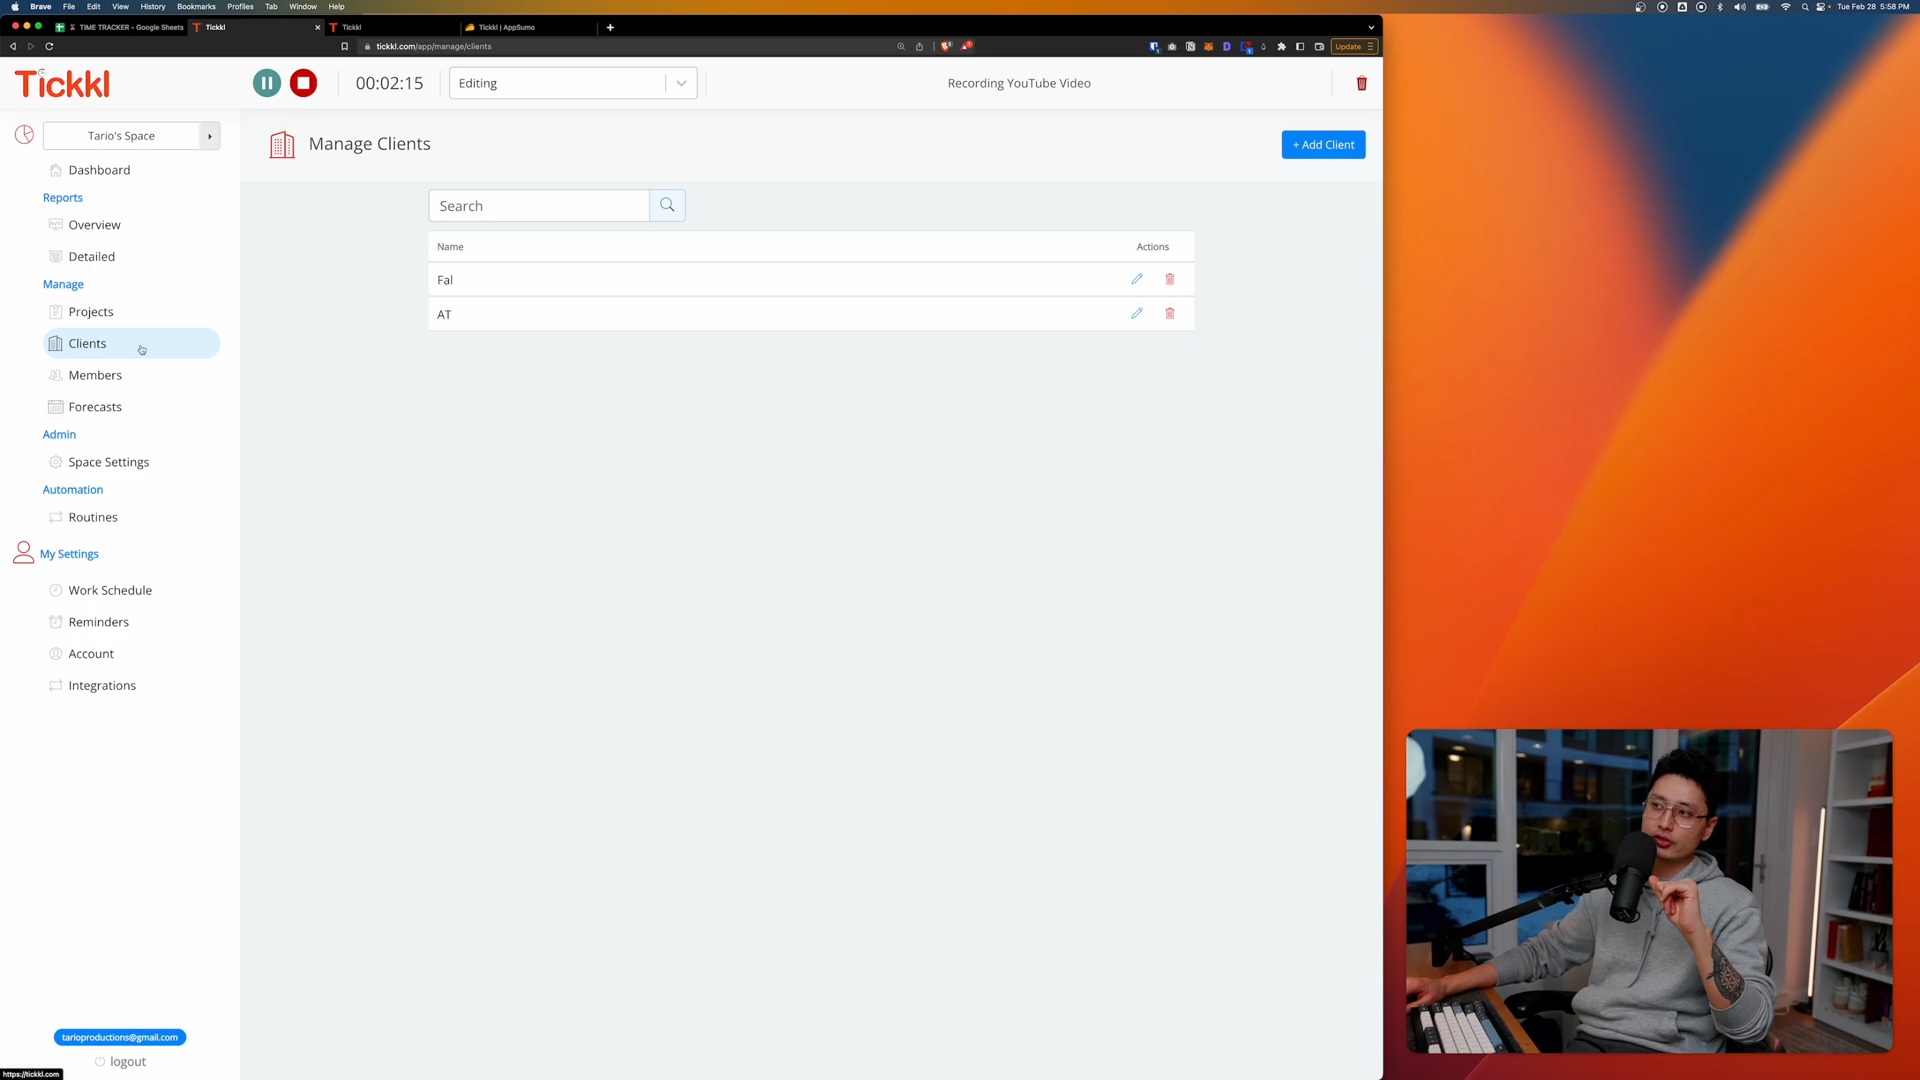 Brave File Edit View History Bookmarks Profiles Tab Window Help
Tue Feb 28 5:58 PM
TIME TRACKER - Google Sheets
Tickkl
Tickkl
Tickkl | AppSumo
tickkl.com/app/manage/clients
Update
Tickkl
00:02:15
Editing
Recording YouTube Video
Tario's Space
Manage Clients
+ Add Client
Dashboard
Reports
Overview
Detailed
Manage
Projects
Clients
Members
Forecasts
Admin
Space Settings
Automation
Routines
My Settings
Work Schedule
Reminders
Account
Integrations
Search
Name Actions
Fal
AT
tarioproductions@gmail.com
logout
https://tickkl.com